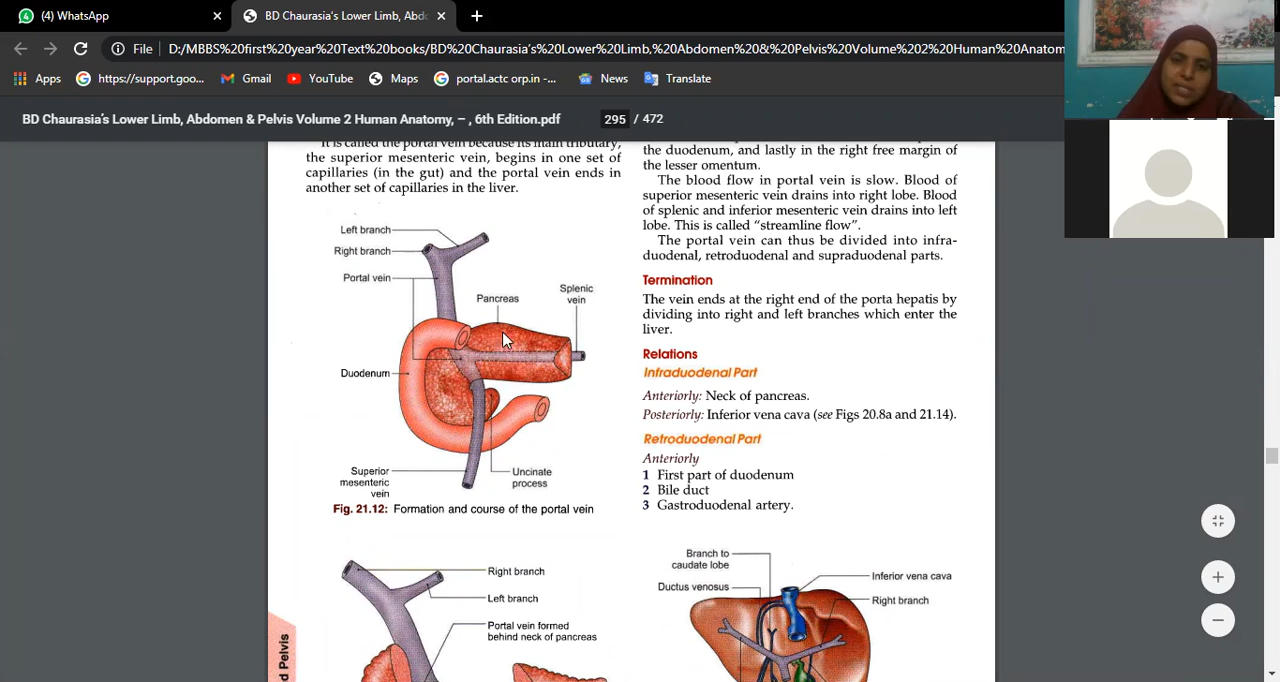 (4) WhatsApp
BD Chaurasia's Lower Limb, Abd
File
D:/MBBS%20first%20year%20Text%20books/BD%20Chaurasia's%20Lower%20Limb,%20Abdomen%20&%20Pelvis%20Volume%202%20Human%20Anatom
Apps
https://support.goo...
Gmail
YouTube
Maps
portal.actc orp.in -...
News
Translate
BD Chaurasia's Lower Limb, Abdomen & Pelvis Volume 2 Human Anatomy, – , 6th Edition.pdf
295 / 472
It is called the portal vein because its main tributary,
the superior mesenteric vein, begins in one set of
capillaries (in the gut) and the portal vein ends in
another set of capillaries in the liver.
Left branch
Right branch
Portal vein
Pancreas
Splenic
vein
Duodenum
Superior
mesenteric
vein
Uncinate
process
Fig. 21.12: Formation and course of the portal vein
Right branch
Left branch
Portal vein formed
behind neck of pancreas
d Pelvis
the duodenum, and lastly in the right free margin of
the lesser omentum.
The blood flow in portal vein is slow. Blood of
superior mesenteric vein drains into right lobe. Blood
of splenic and inferior mesenteric vein drains into left
lobe. This is called "streamline flow".
The portal vein can thus be divided into infra-
duodenal, retroduodenal and supraduodenal parts.
Termination
The vein ends at the right end of the porta hepatis by
dividing into right and left branches which enter the
liver.
Relations
Infraduodenal Part
Anteriorly: Neck of pancreas.
Posteriorly: Inferior vena cava (see Figs 20.8a and 21.14).
Retroduodenal Part
Anteriorly
1 First part of duodenum
2 Bile duct
3 Gastroduodenal artery.
Branch to
caudate lobe
Ductus venosus
Inferior vena cava
Right branch